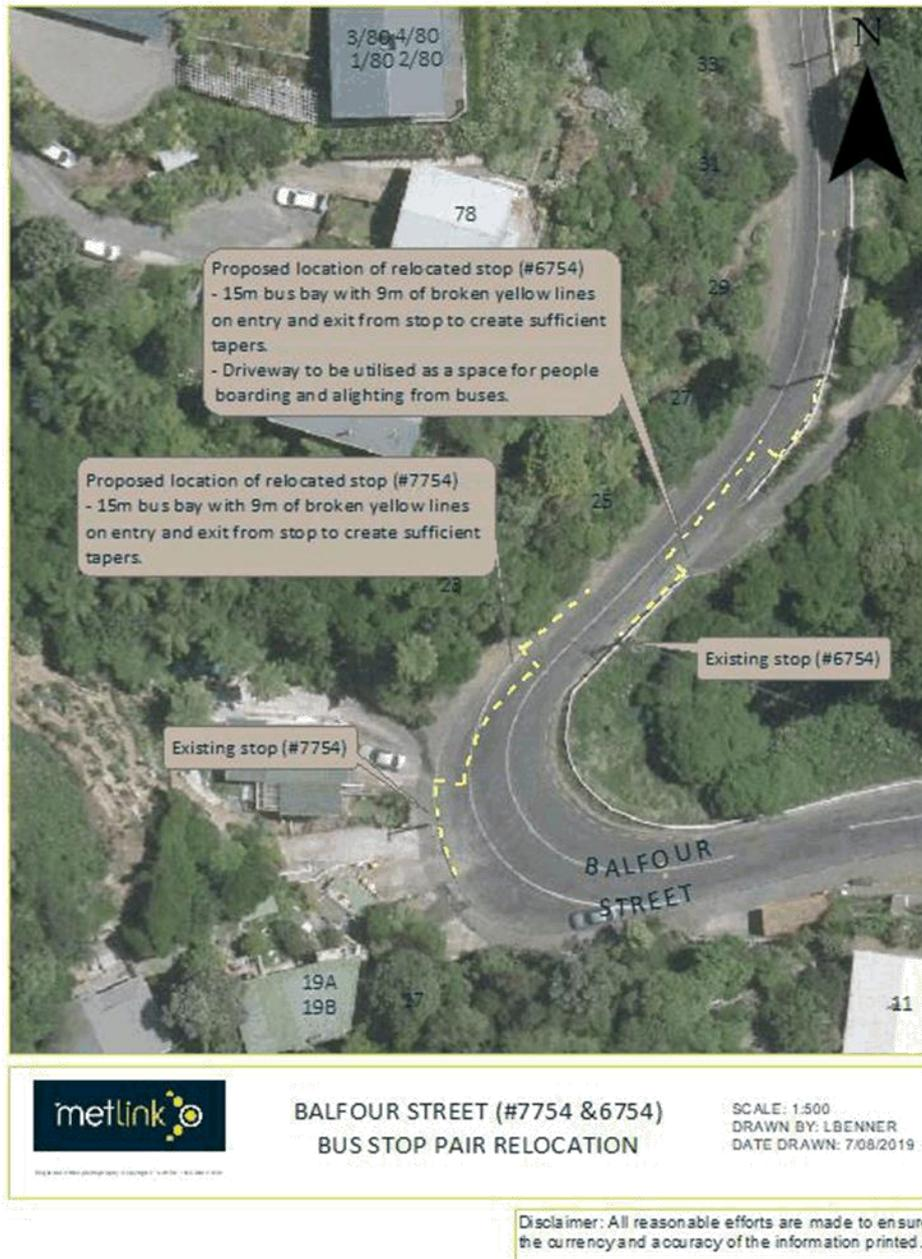 N
3/80 4/80
1/80 2/80
33
31
78
Proposed location of relocated stop (#6754)
- 15m bus bay with 9m of broken yellow lines
on entry and exit from stop to create sufficient
tapers.
- Driveway to be utilised as a space for people
boarding and alighting from buses.
29
27
Proposed location of relocated stop (#7754)
- 15m bus bay with 9m of broken yellow lines
on entry and exit from stop to create sufficient
tapers.
25
23
Existing stop (#6754)
Existing stop (#7754)
BALFOUR
STREET
19A
19B
17
11
metlink
BALFOUR STREET (#7754 &6754)
BUS STOP PAIR RELOCATION
SCALE: 1:500
DRAWN BY: LBENNER
DATE DRAWN: 7/08/2019
Disclaimer: All reasonable efforts are made to ensure
the currency and accuracy of the information printed.